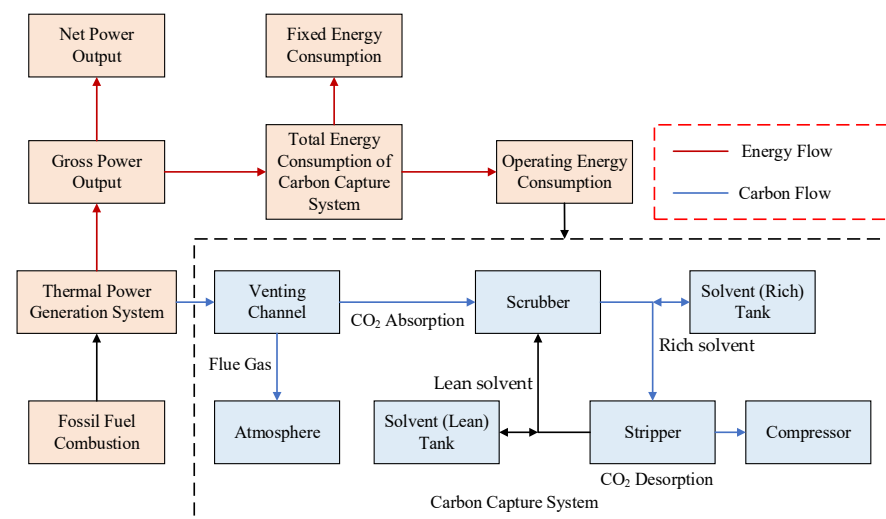 Net Power
Output
Fixed Energy
Consumption
Gross Power
Output
Total Energy
Consumption of
Carbon Capture
System
Operating Energy
Consumption
Energy Flow
Carbon Flow
Thermal Power
Generation System
Venting
Channel
CO₂ Absorption
Scrubber
Solvent (Rich)
Tank
Rich solvent
Flue Gas
Lean solvent
Fossil Fuel
Combustion
Atmosphere
Solvent (Lean)
Tank
Stripper
Compressor
CO₂ Desorption
Carbon Capture System